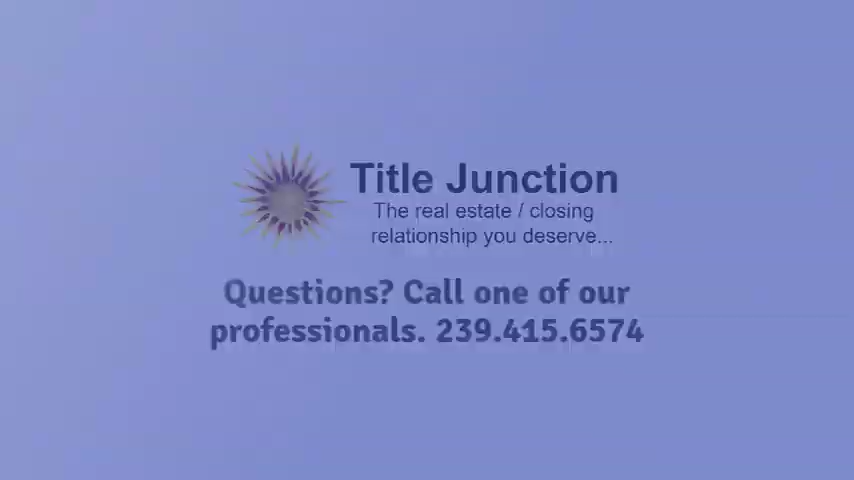 Title Junction
The real estate / closing
relationship you deserve...
Questions? Call one of our
professionals. 239.415.6574